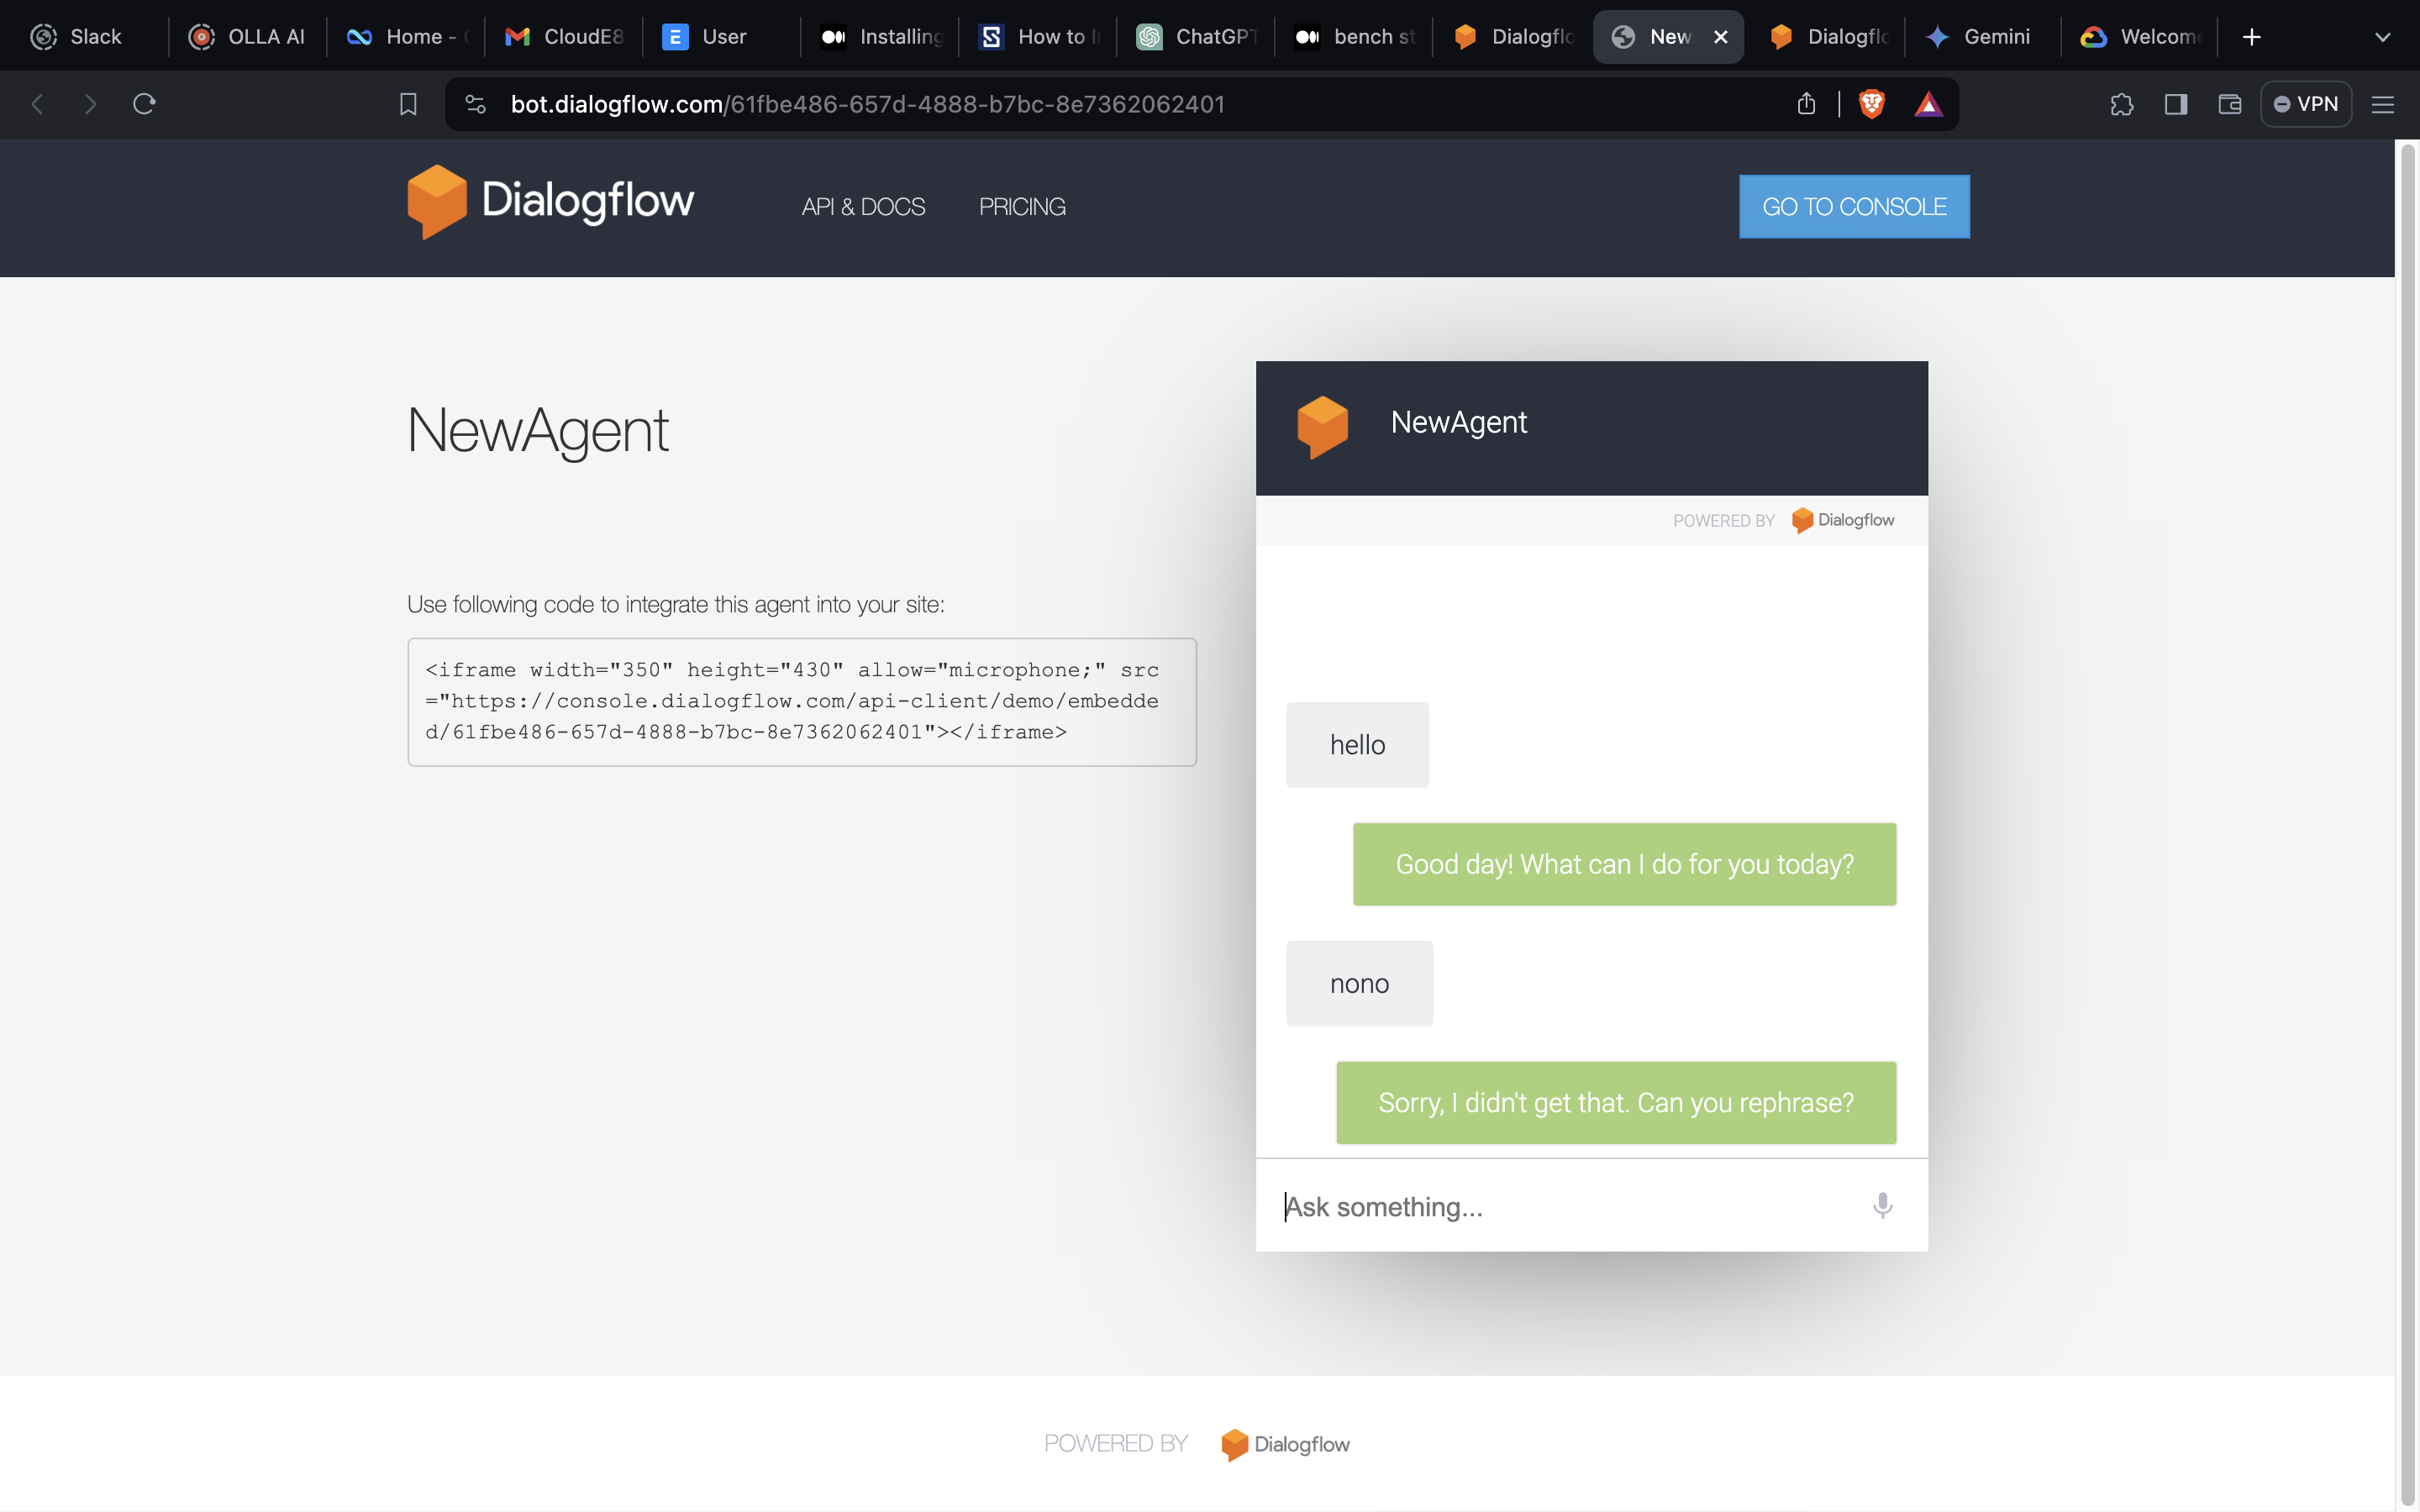 Slack
OLLA AI
Home -
CloudE8
User
Installing
How to I
ChatGPT
bench st
Dialogflo
New
Dialogflo
Gemini
Welcome
bot.dialogflow.com/61fbe486-657d-4888-b7bc-8e7362062401
VPN
Dialogflow
API & DOCS
PRICING
GO TO CONSOLE
NewAgent
Use following code to integrate this agent into your site:
<iframe width="350" height="430" allow="microphone;" src
="https://console.dialogflow.com/api-client/demo/embedde
d/61fbe486-657d-4888-b7bc-8e7362062401"></iframe>
NewAgent
POWERED BY Dialogflow
hello
Good day! What can I do for you today?
nono
Sorry, I didn't get that. Can you rephrase?
Ask something...
POWERED BY Dialogflow